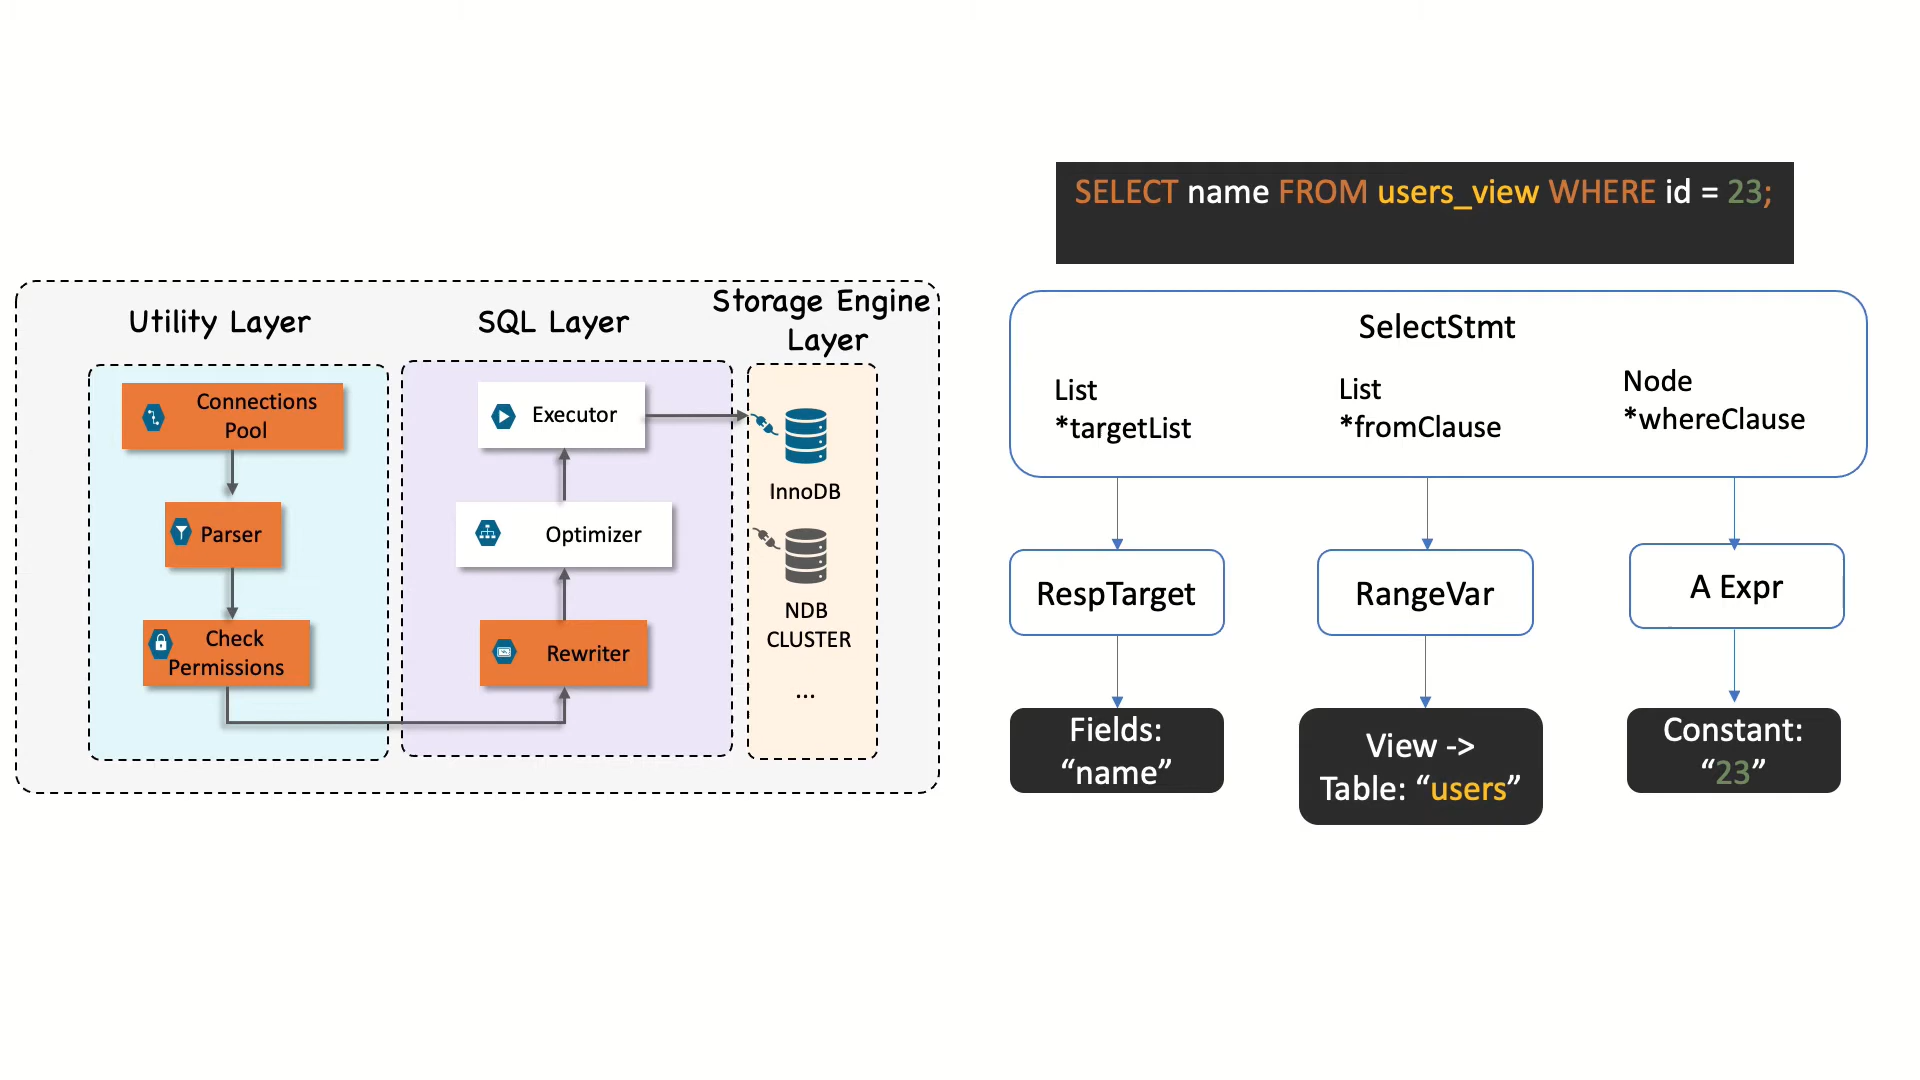 Utility Layer
SQL Layer
Storage Engine
Layer
Connections
Pool
Parser
Check
Permissions
Executor
Optimizer
Rewriter
InnoDB
NDB
CLUSTER
...
SELECT name FROM users_view WHERE id = 23;
SelectStmt
List
*targetList
List
*fromClause
Node
*whereClause
RespTarget
RangeVar
A Expr
Fields:
“name”
View ->
Table: “users”
Constant:
“23”